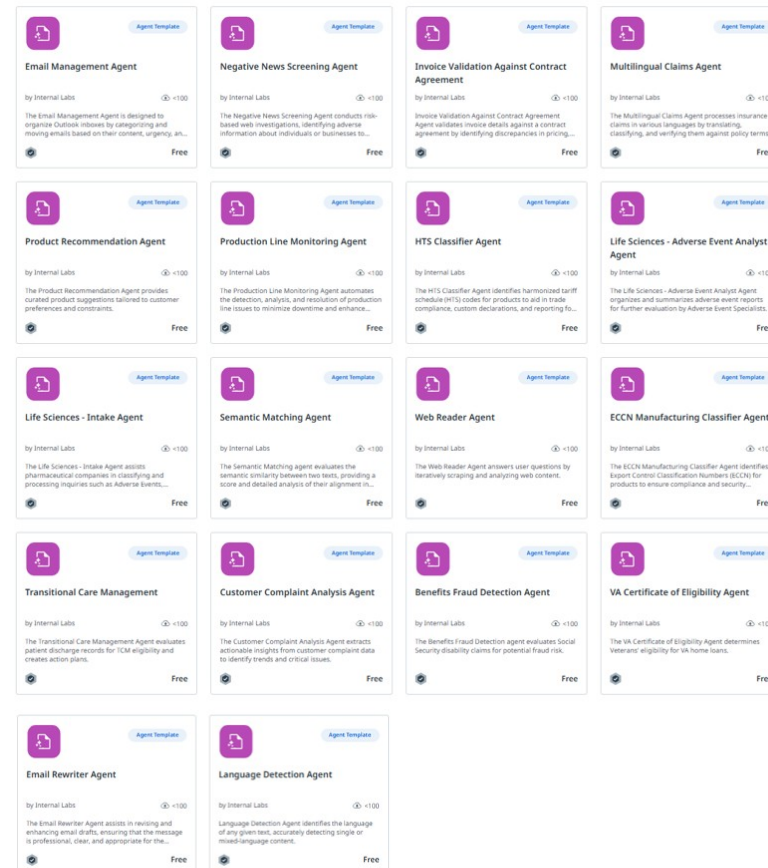 Agent Template
Email Management Agent
by Internal Labs <100
The Email Management Agent is designed to
organize Outlook inboxes by categorizing and
moving emails based on their content, urgency, an...
Free
Agent Template
Negative News Screening Agent
by Internal Labs <100
The Negative News Screening Agent conducts risk-
based web investigations, identifying adverse
information about individuals or businesses to...
Free
Agent Template
Invoice Validation Against Contract
Agreement
by Internal Labs <100
Invoice Validation Against Contract Agreement
Agent validates invoice details against a contract
agreement by identifying discrepancies in pricing,...
Free
Agent Template
Multilingual Claims Agent
by Internal Labs <10
The Multilingual Claims Agent processes insurance
claims in various languages by translating,
classifying, and verifying them against policy terms
Fre
Agent Template
Product Recommendation Agent
by Internal Labs <100
The Product Recommendation Agent provides
curated product suggestions tailored to customer
preferences and constraints.
Free
Agent Template
Production Line Monitoring Agent
by Internal Labs <100
The Production Line Monitoring Agent automates
the detection, analysis, and resolution of production
line issues to minimize downtime and enhance...
Free
Agent Template
HTS Classifier Agent
by Internal Labs <100
The HTS Classifier Agent identifies harmonized tariff
schedule (HTS) codes for products to aid in trade
compliance, custom declarations, and reporting fo...
Free
Agent Template
Life Sciences - Adverse Event Analyst
Agent
by Internal Labs <10
The Life Sciences - Adverse Event Analyst Agent
organizes and summarizes adverse event reports
for further evaluation by Adverse Event Specialists.
Fre
Agent Template
Life Sciences - Intake Agent
by Internal Labs <100
The Life Sciences - Intake Agent assists
pharmaceutical companies in classifying and
processing inquiries such as Adverse Events,...
Free
Agent Template
Semantic Matching Agent
by Internal Labs <100
The Semantic Matching agent evaluates the
semantic similarity between two texts, providing a
score and detailed analysis of their alignment in...
Free
Agent Template
Web Reader Agent
by Internal Labs <100
The Web Reader Agent answers user questions by
iteratively scraping and analyzing web content.
Free
Agent Template
ECCN Manufacturing Classifier Agent
by Internal Labs <10
The ECCN Manufacturing Classifier Agent identifies
Export Control Classification Numbers (ECCN) for
products to ensure compliance and security...
Fre
Agent Template
Transitional Care Management
by Internal Labs <100
The Transitional Care Management Agent evaluates
patient discharge records for TCM eligibility and
creates action plans.
Free
Agent Template
Customer Complaint Analysis Agent
by Internal Labs <100
The Customer Complaint Analysis Agent extracts
actionable insights from customer complaint data
to identify trends and critical issues.
Free
Agent Template
Benefits Fraud Detection Agent
by Internal Labs <100
The Benefits Fraud Detection agent evaluates Social
Security disability claims for potential fraud risk.
Free
Agent Template
VA Certificate of Eligibility Agent
by Internal Labs <10
The VA Certificate of Eligibility Agent determines
Veterans' eligibility for VA home loans.
Fre
Agent Template
Email Rewriter Agent
by Internal Labs <100
The Email Rewriter Agent assists in revising and
enhancing email drafts, ensuring that the message
is professional, clear, and appropriate for the...
Free
Agent Template
Language Detection Agent
by Internal Labs <100
Language Detection Agent identifies the language
of any given text, accurately detecting single or
mixed-language content.
Free